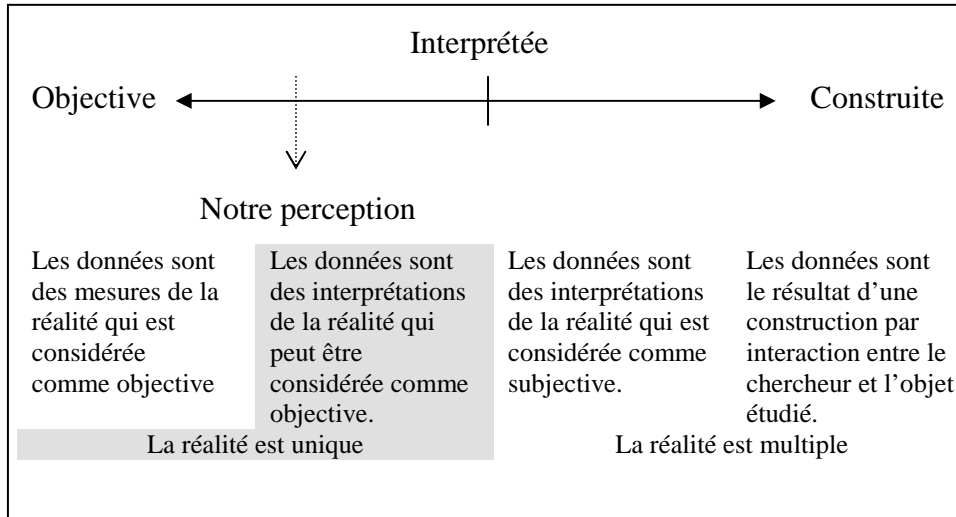 Interprétée
Objective
Construite
Notre perception
Les données sont
des mesures de la
réalité qui est
considérée
comme objective
Les données sont
des interprétations
de la réalité qui
peut être
considérée comme
objective.
Les données sont
des interprétations
de la réalité qui est
considérée comme
subjective.
Les données sont
le résultat d’une
construction par
interaction entre le
chercheur et l’objet
étudié.
La réalité est unique
La réalité est multiple